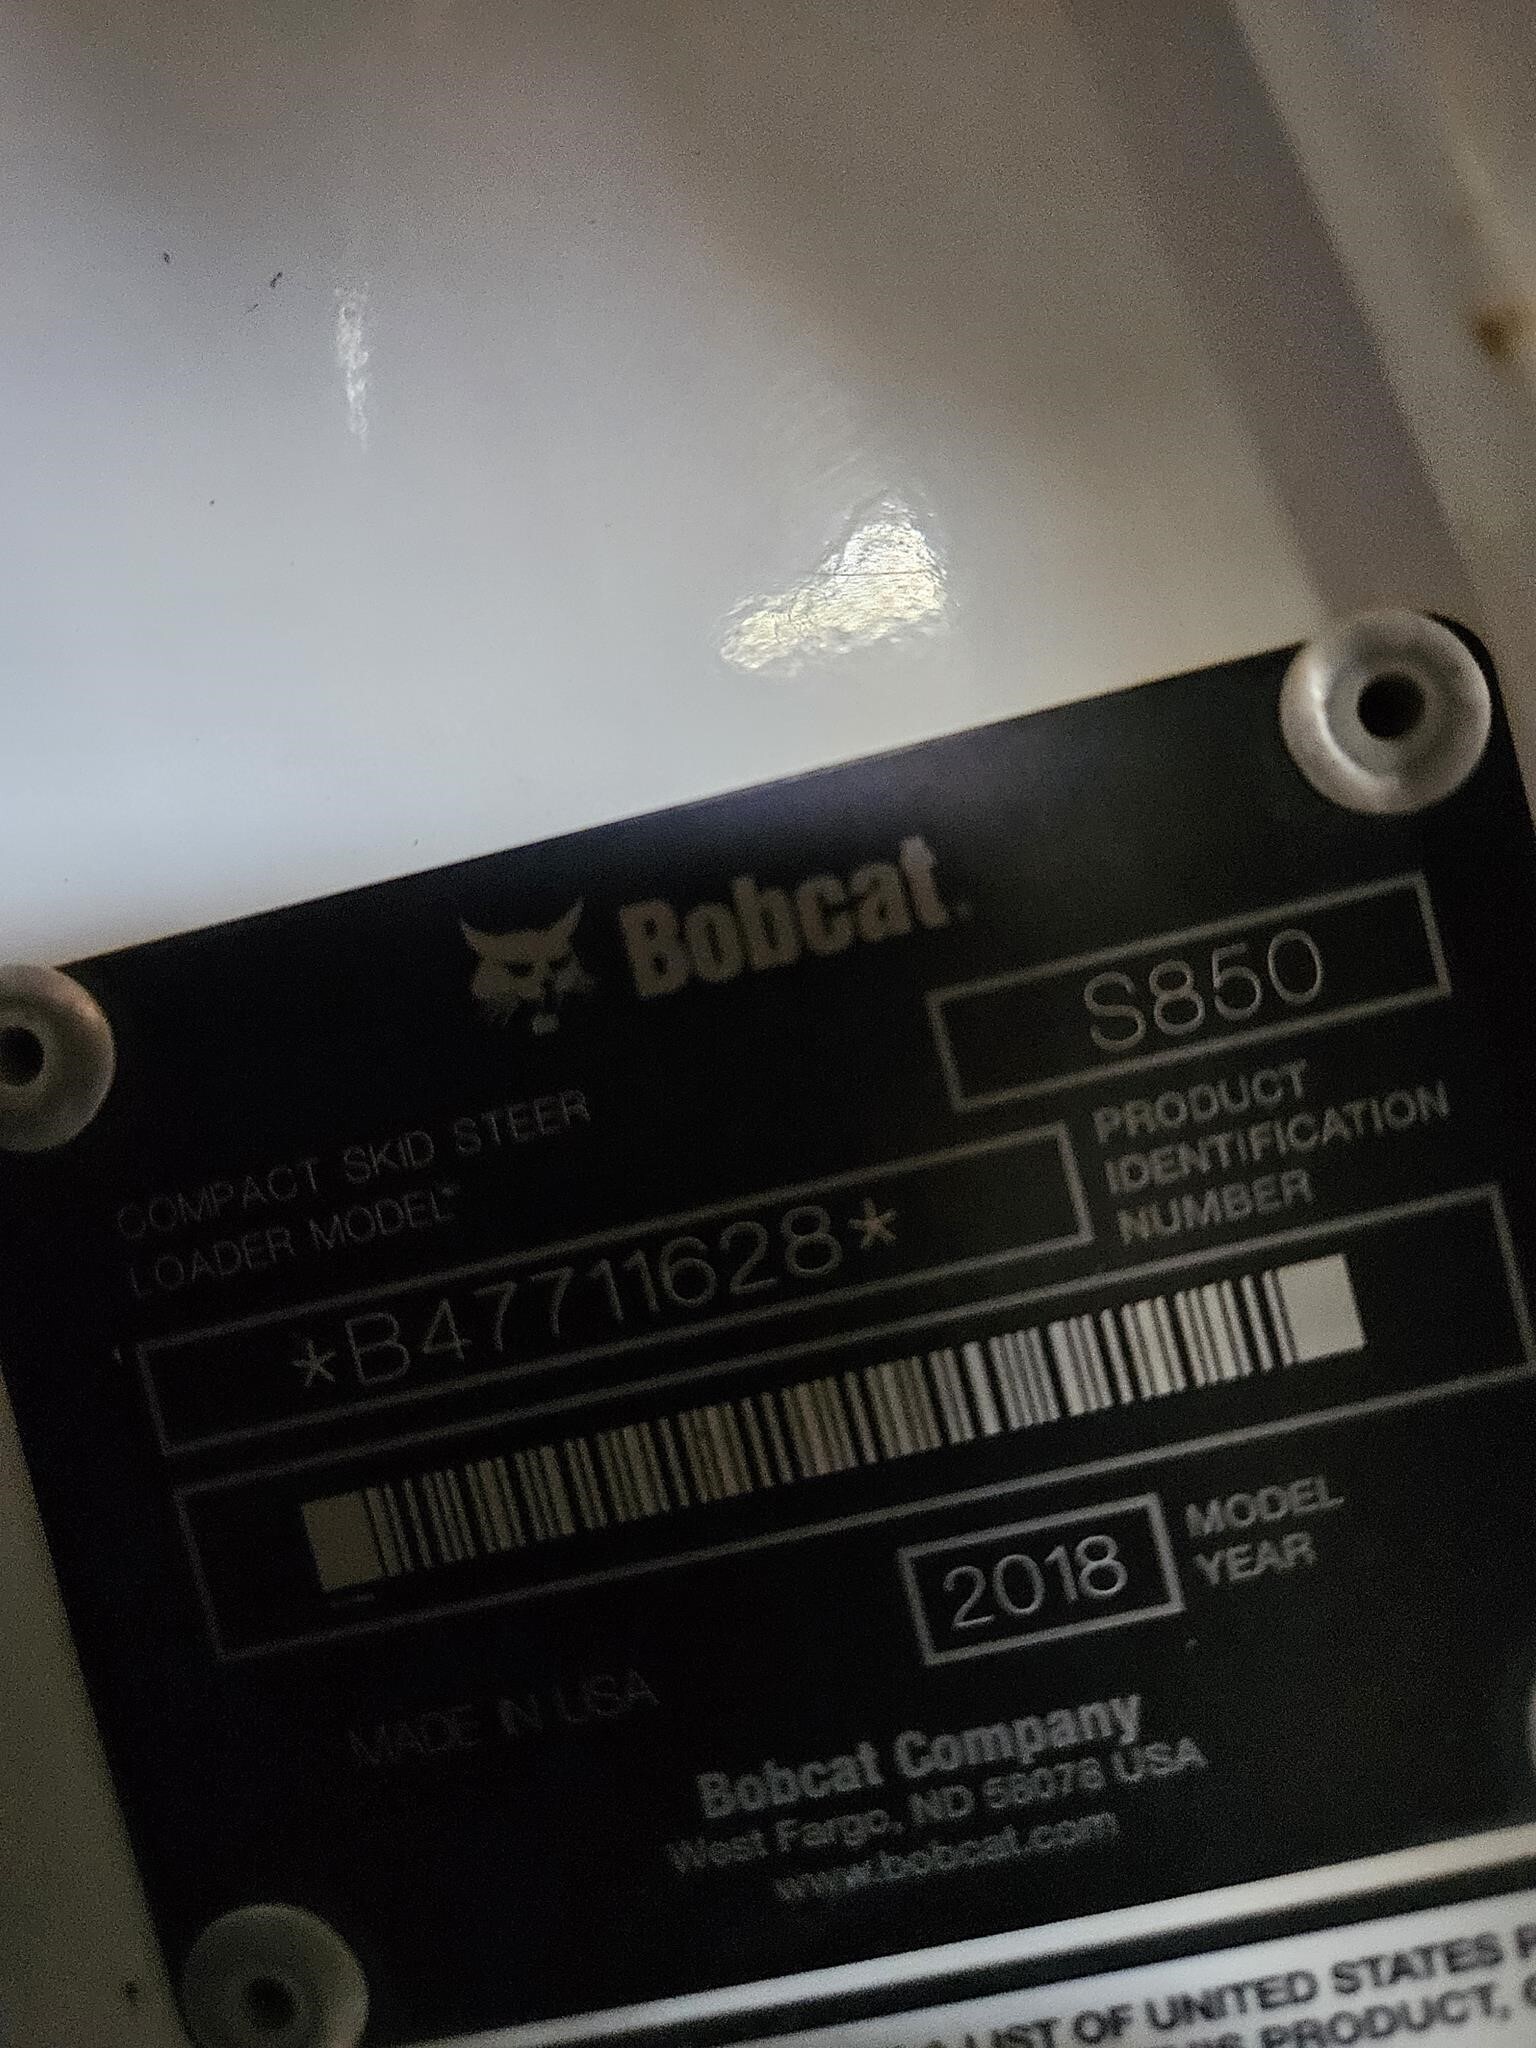 Bobcat
S850
COMPACT SKID STEER
LOADER MODEL
PRODUCT
IDENTIFICATION
NUMBER
*B47711628*
2018
MODEL
YEAR
MADE IN USA
Bobcat Company
West Fargo, ND 58078 USA
www.bobcat.com
LIST OF UNITED STATES
PRODUCT,